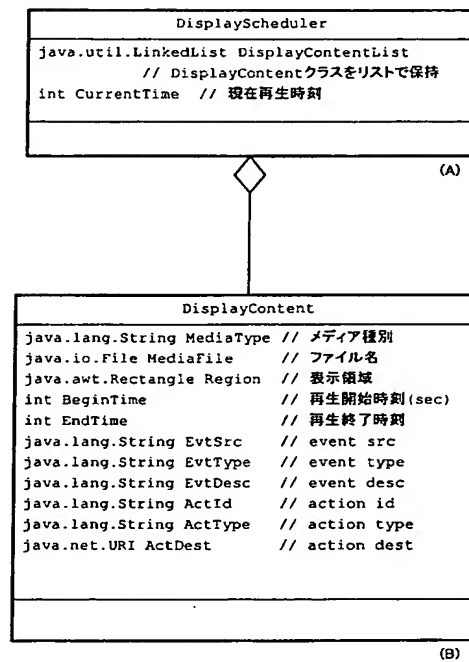 DisplayScheduler
java.util.LinkedList DisplayContentList
// DisplayContentクラスをリストで保持
int CurrentTime // 現在再生時刻
(A)
DisplayContent
java.lang.String MediaType // メディア種別
java.io.File MediaFile // ファイル名
java.awt.Rectangle Region // 表示領域
int BeginTime // 再生開始時刻(sec)
int EndTime // 再生終了時刻
java.lang.String EvtSrc // event src
java.lang.String EvtType // event type
java.lang.String EvtDesc // event desc
java.lang.String ActId // action id
java.lang.String ActType // action type
java.net.URI ActDest // action dest
(B)